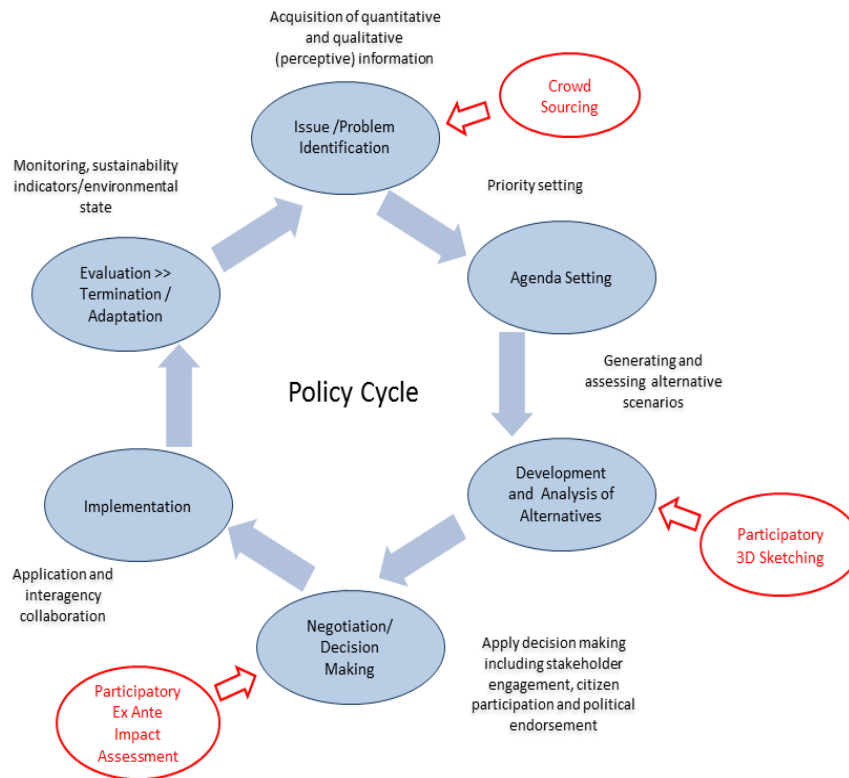 Acquisition of quantitative
and qualitative
(perceptive) information
Crowd
Sourcing
Issue /Problem
Identification
Monitoring, sustainability
indicators/environmental
state
Priority setting
Evaluation >>
Termination /
Adaptation
Agenda Setting
Generating and
assessing alternative
scenarios
Policy Cycle
Development
and Analysis of
Alternatives
Implementation
Participatory
3D Sketching
Application and
interagency
collaboration
Negotiation/
Decision
Making
Apply decision making
including stakeholder
engagement, citizen
participation and political
endorsement
Participatory
Ex Ante
Impact
Assessment